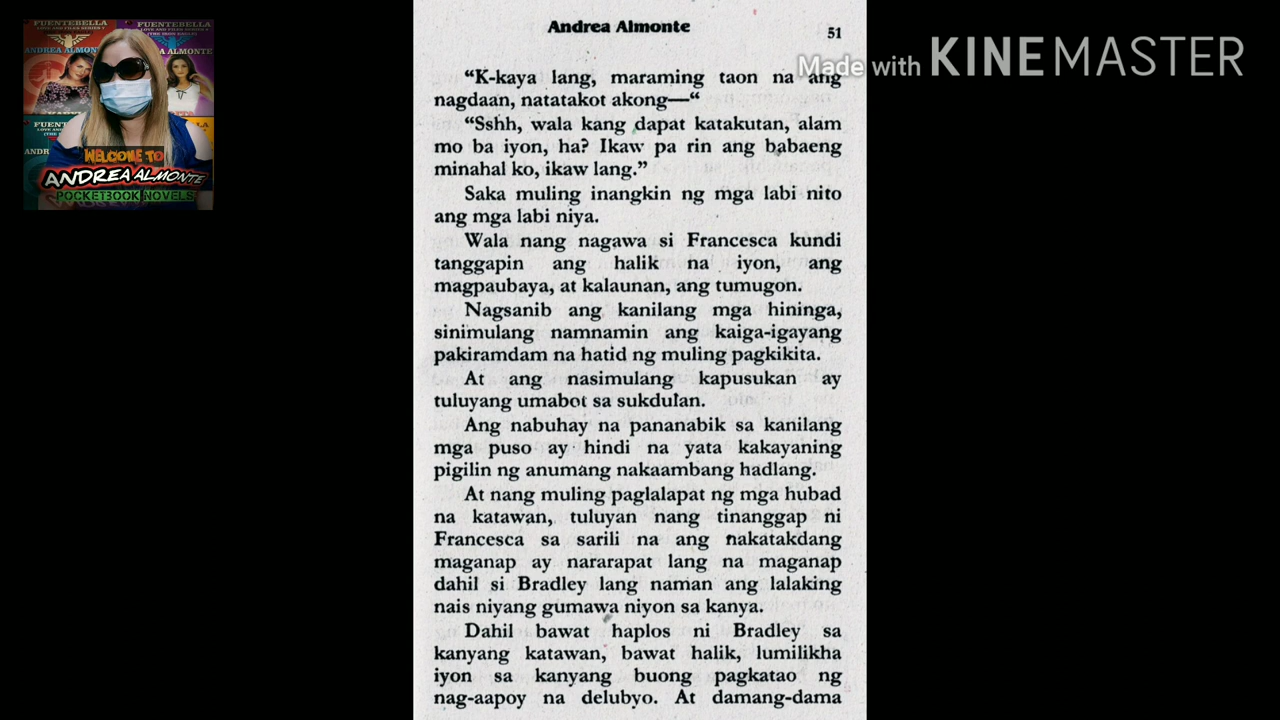 Andrea Almonte
51
Made with KINEMASTER
FUENTEBELLA
FUENTEBELLA
ANDREA ALMONTE
ALMONTE
WELCOME TO
ANDREA ALMONTE
POCKETBOOK NOVELS
“K-kaya lang, maraming taon na ang
nagdaan, natatakot akong—“
“Sshh, wala kang dapat katakutan, alam
mo ba iyon, ha? Ikaw pa rin ang babaeng
minahal ko, ikaw lang.”
Saka muling inangkin ng mga labi nito
ang mga labi niya.
Wala nang nagawa si Francesca kundi
tanggapin ang halik na iyon, ang
magpaubaya, at kalaunan, ang tumugon.
Nagsanib ang kanilang mga hininga,
sinimulang namnamin ang kaiga-igayang
pakiramdam na hatid ng muling pagkikita.
At ang nasimulang kapusukan ay
tuluyang umabot sa sukdulan.
Ang nabuhay na pananabik sa kanilang
mga puso ay hindi na yata kakayaning
pigilin ng anumang nakaambang hadlang.
At nang muling paglalapat ng mga hubad
na katawan, tuluyan nang tinanggap ni
Francesca sa sarili na ang nakatakdang
maganap ay nararapat lang na maganap
dahil si Bradley lang naman ang lalaking
nais niyang gumawa niyon sa kanya.
Dahil bawat haplos ni Bradley sa
kanyang katawan, bawat halik, lumilikha
iyon sa kanyang buong pagkatao ng
nag-aapoy na delubyo. At damang-dama